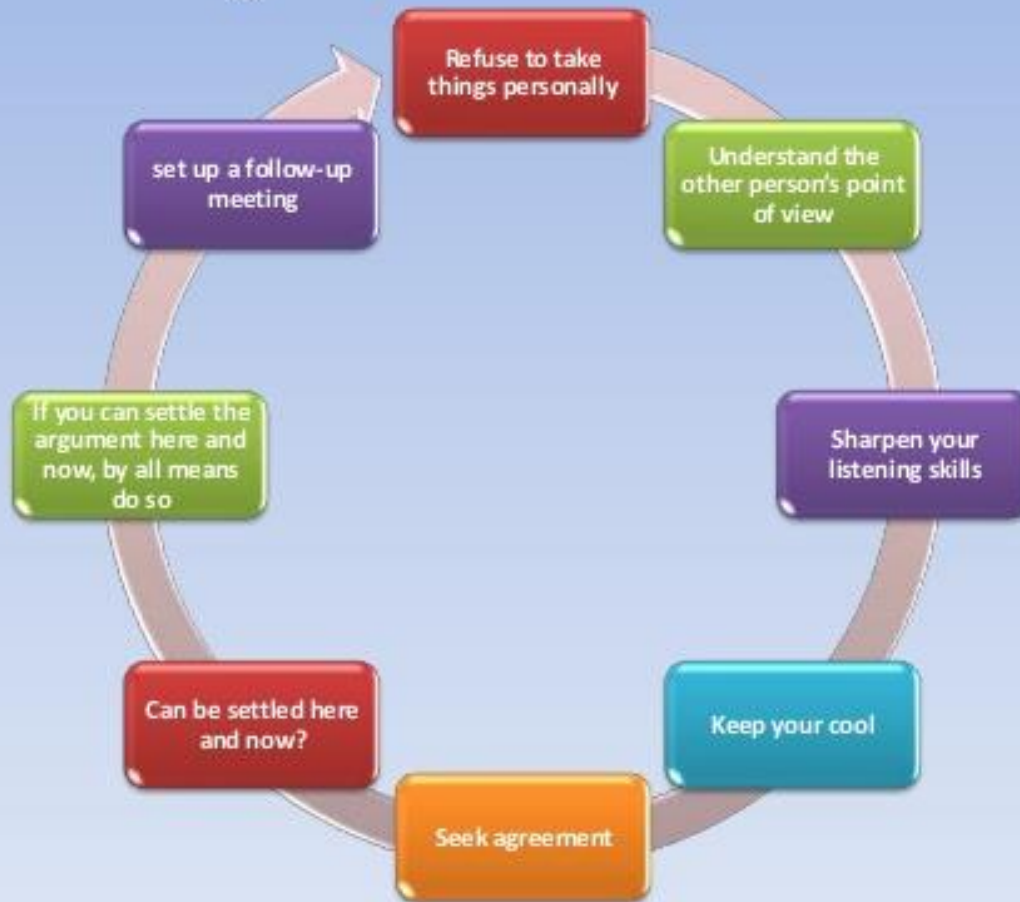 Refuse to take
things personally
Understand the
other person's point
of view
Sharpen your
listening skills
Keep your cool
Seek agreement
Can be settled here
and now?
If you can settle the
argument here and
now, by all means
do so
set up a follow-up
meeting